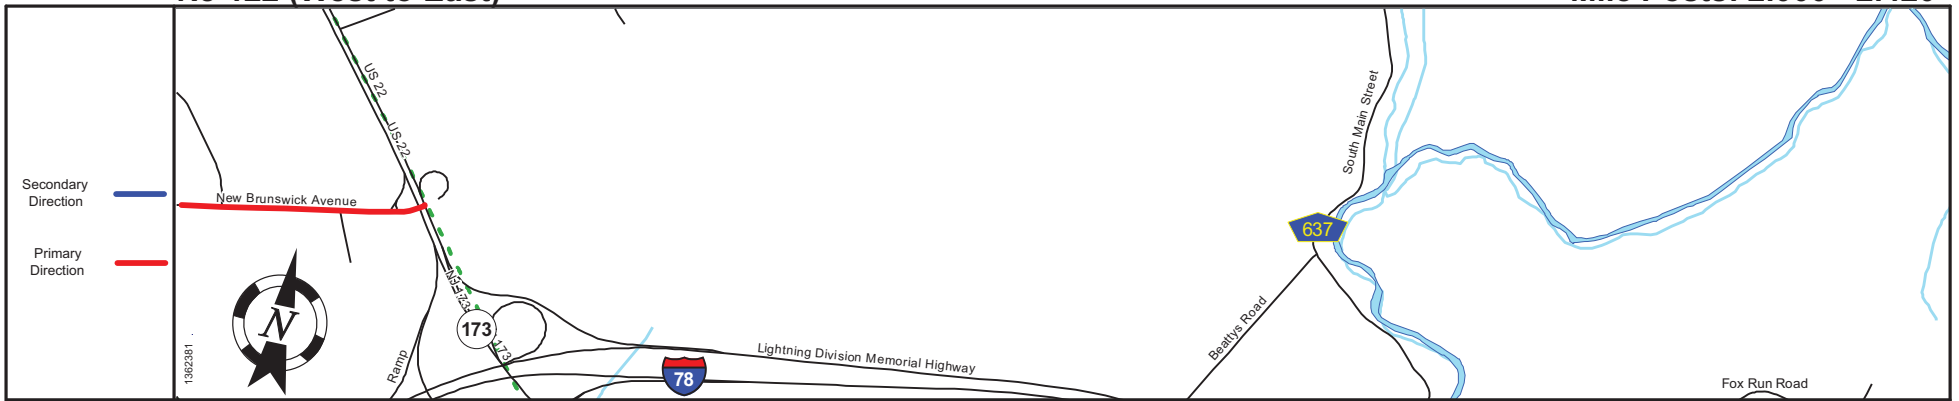 Secondary
Direction
Primary
Direction
1362381
US 22
US 22
New Brunswick Avenue
173
173
Ramp
78
Lightning Division Memorial Highway
South Main Street
637
Beattys Road
Fox Run Road
N